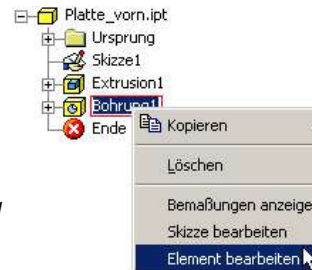 Platte_vorn.ipt
Ursprung
Skizze1
Extrusion1
Bohrung1
Ende
Kopieren
Löschen
Bemaßungen anzeige
Skizze bearbeiten
Element bearbeiten